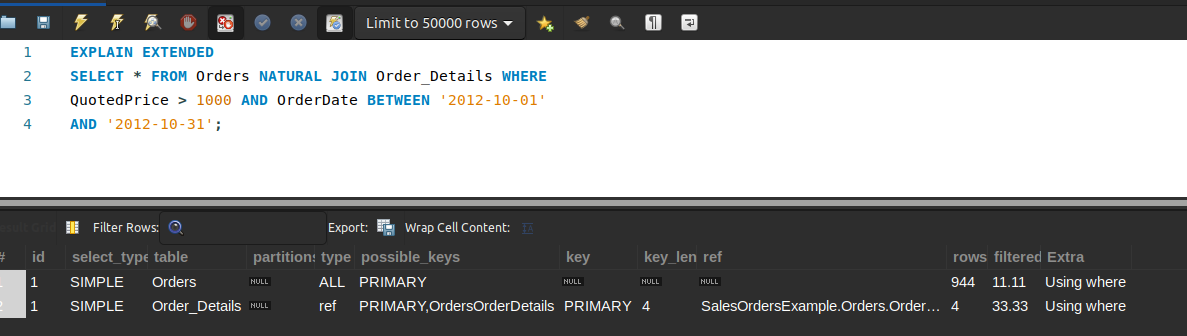 Limit to 50000 rows
1 EXPLAIN EXTENDED
2 SELECT * FROM Orders NATURAL JOIN Order_Details WHERE
3 QuotedPrice > 1000 AND OrderDate BETWEEN '2012-10-01'
4 AND '2012-10-31';
Filter Rows: Export: Wrap Cell Content:
# id select_type table partitions type possible_keys key key_len ref rows filtered Extra
1 1 SIMPLE Orders NULL ALL PRIMARY NULL NULL NULL 944 11.11 Using where
2 1 SIMPLE Order_Details NULL ref PRIMARY,OrdersOrderDetails PRIMARY 4 SalesOrdersExample.Orders.Order... 4 33.33 Using where